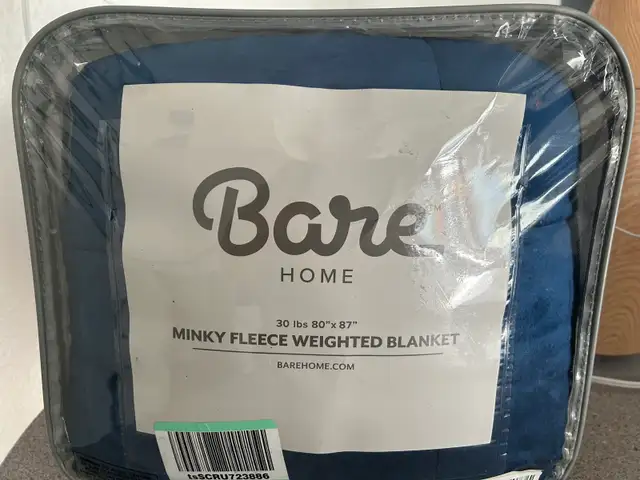 Bare
HOME
30 lbs 80"x 87"
MINKY FLEECE WEIGHTED BLANKET
BAREHOME.COM
tsSCRU723886